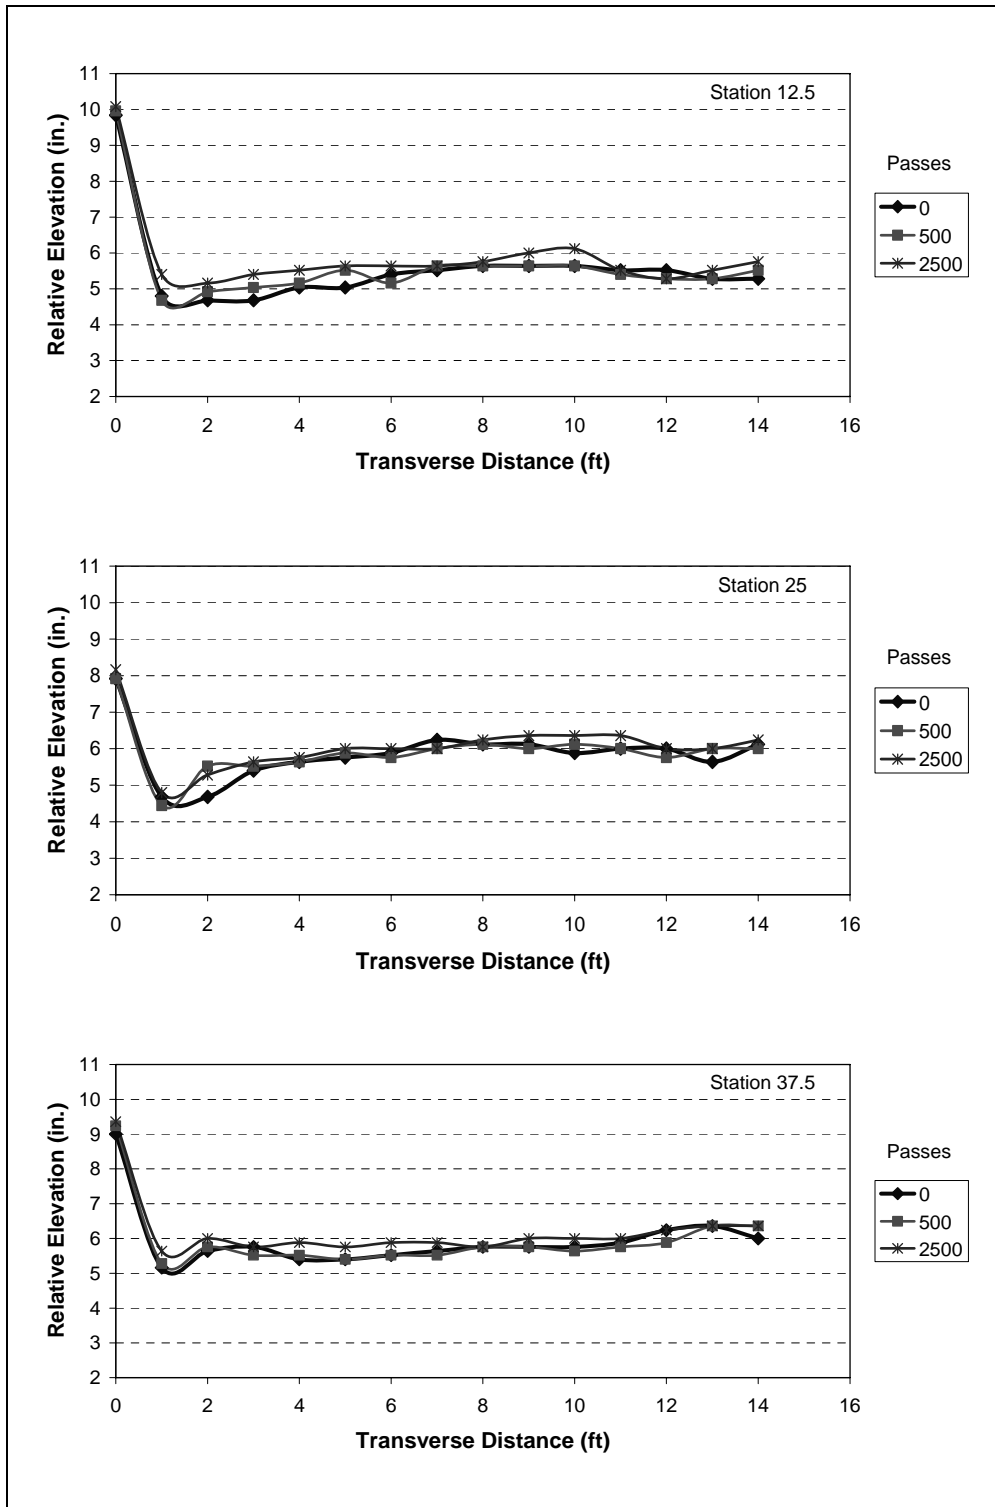 Station 12.5
11
10
9
8
7
6
5
4
3
2
Relative Elevation (in.)
0 2 4 6 8 10 12 14 16
Transverse Distance (ft)
Passes
0
500
2500
Station 25
11
10
9
8
7
6
5
4
3
2
Relative Elevation (in.)
0 2 4 6 8 10 12 14 16
Transverse Distance (ft)
Passes
0
500
2500
Station 37.5
11
10
9
8
7
6
5
4
3
2
Relative Elevation (in.)
0 2 4 6 8 10 12 14 16
Transverse Distance (ft)
Passes
0
500
2500